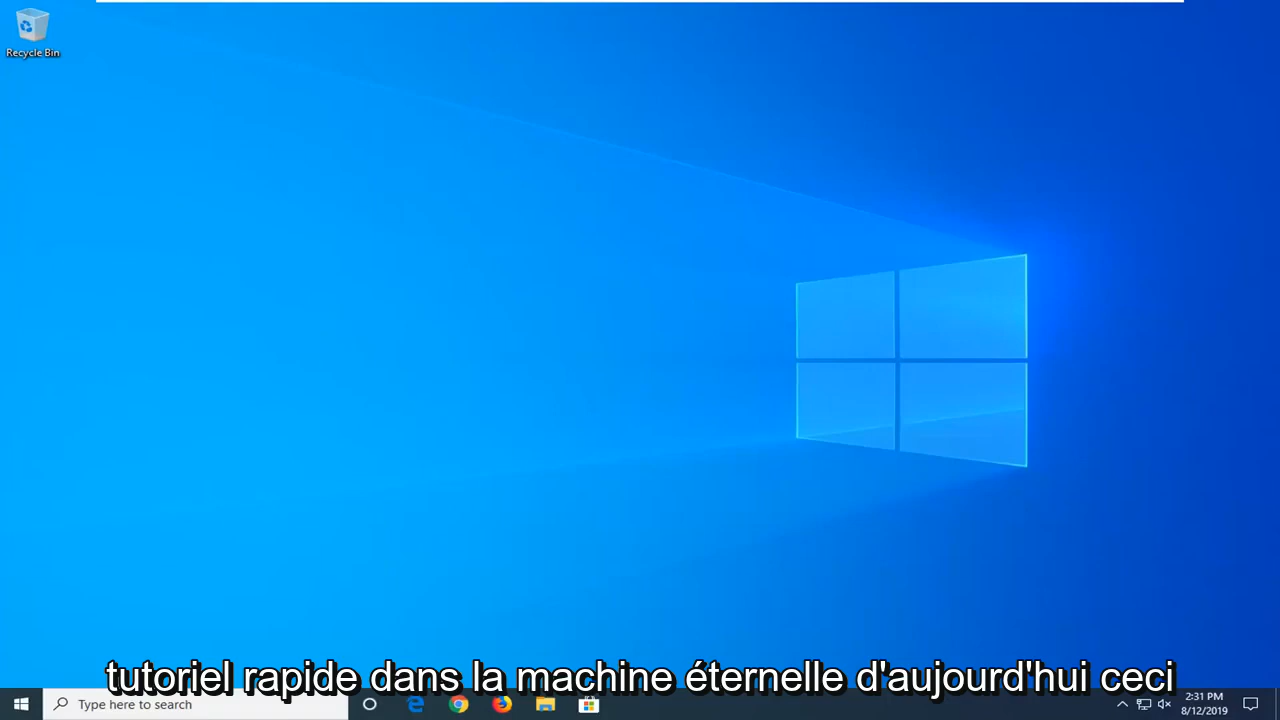 Recycle Bin
tutoriel rapide dans la machine éternelle d'aujourd'hui ceci
Type here to search
2:31 PM
8/12/2019